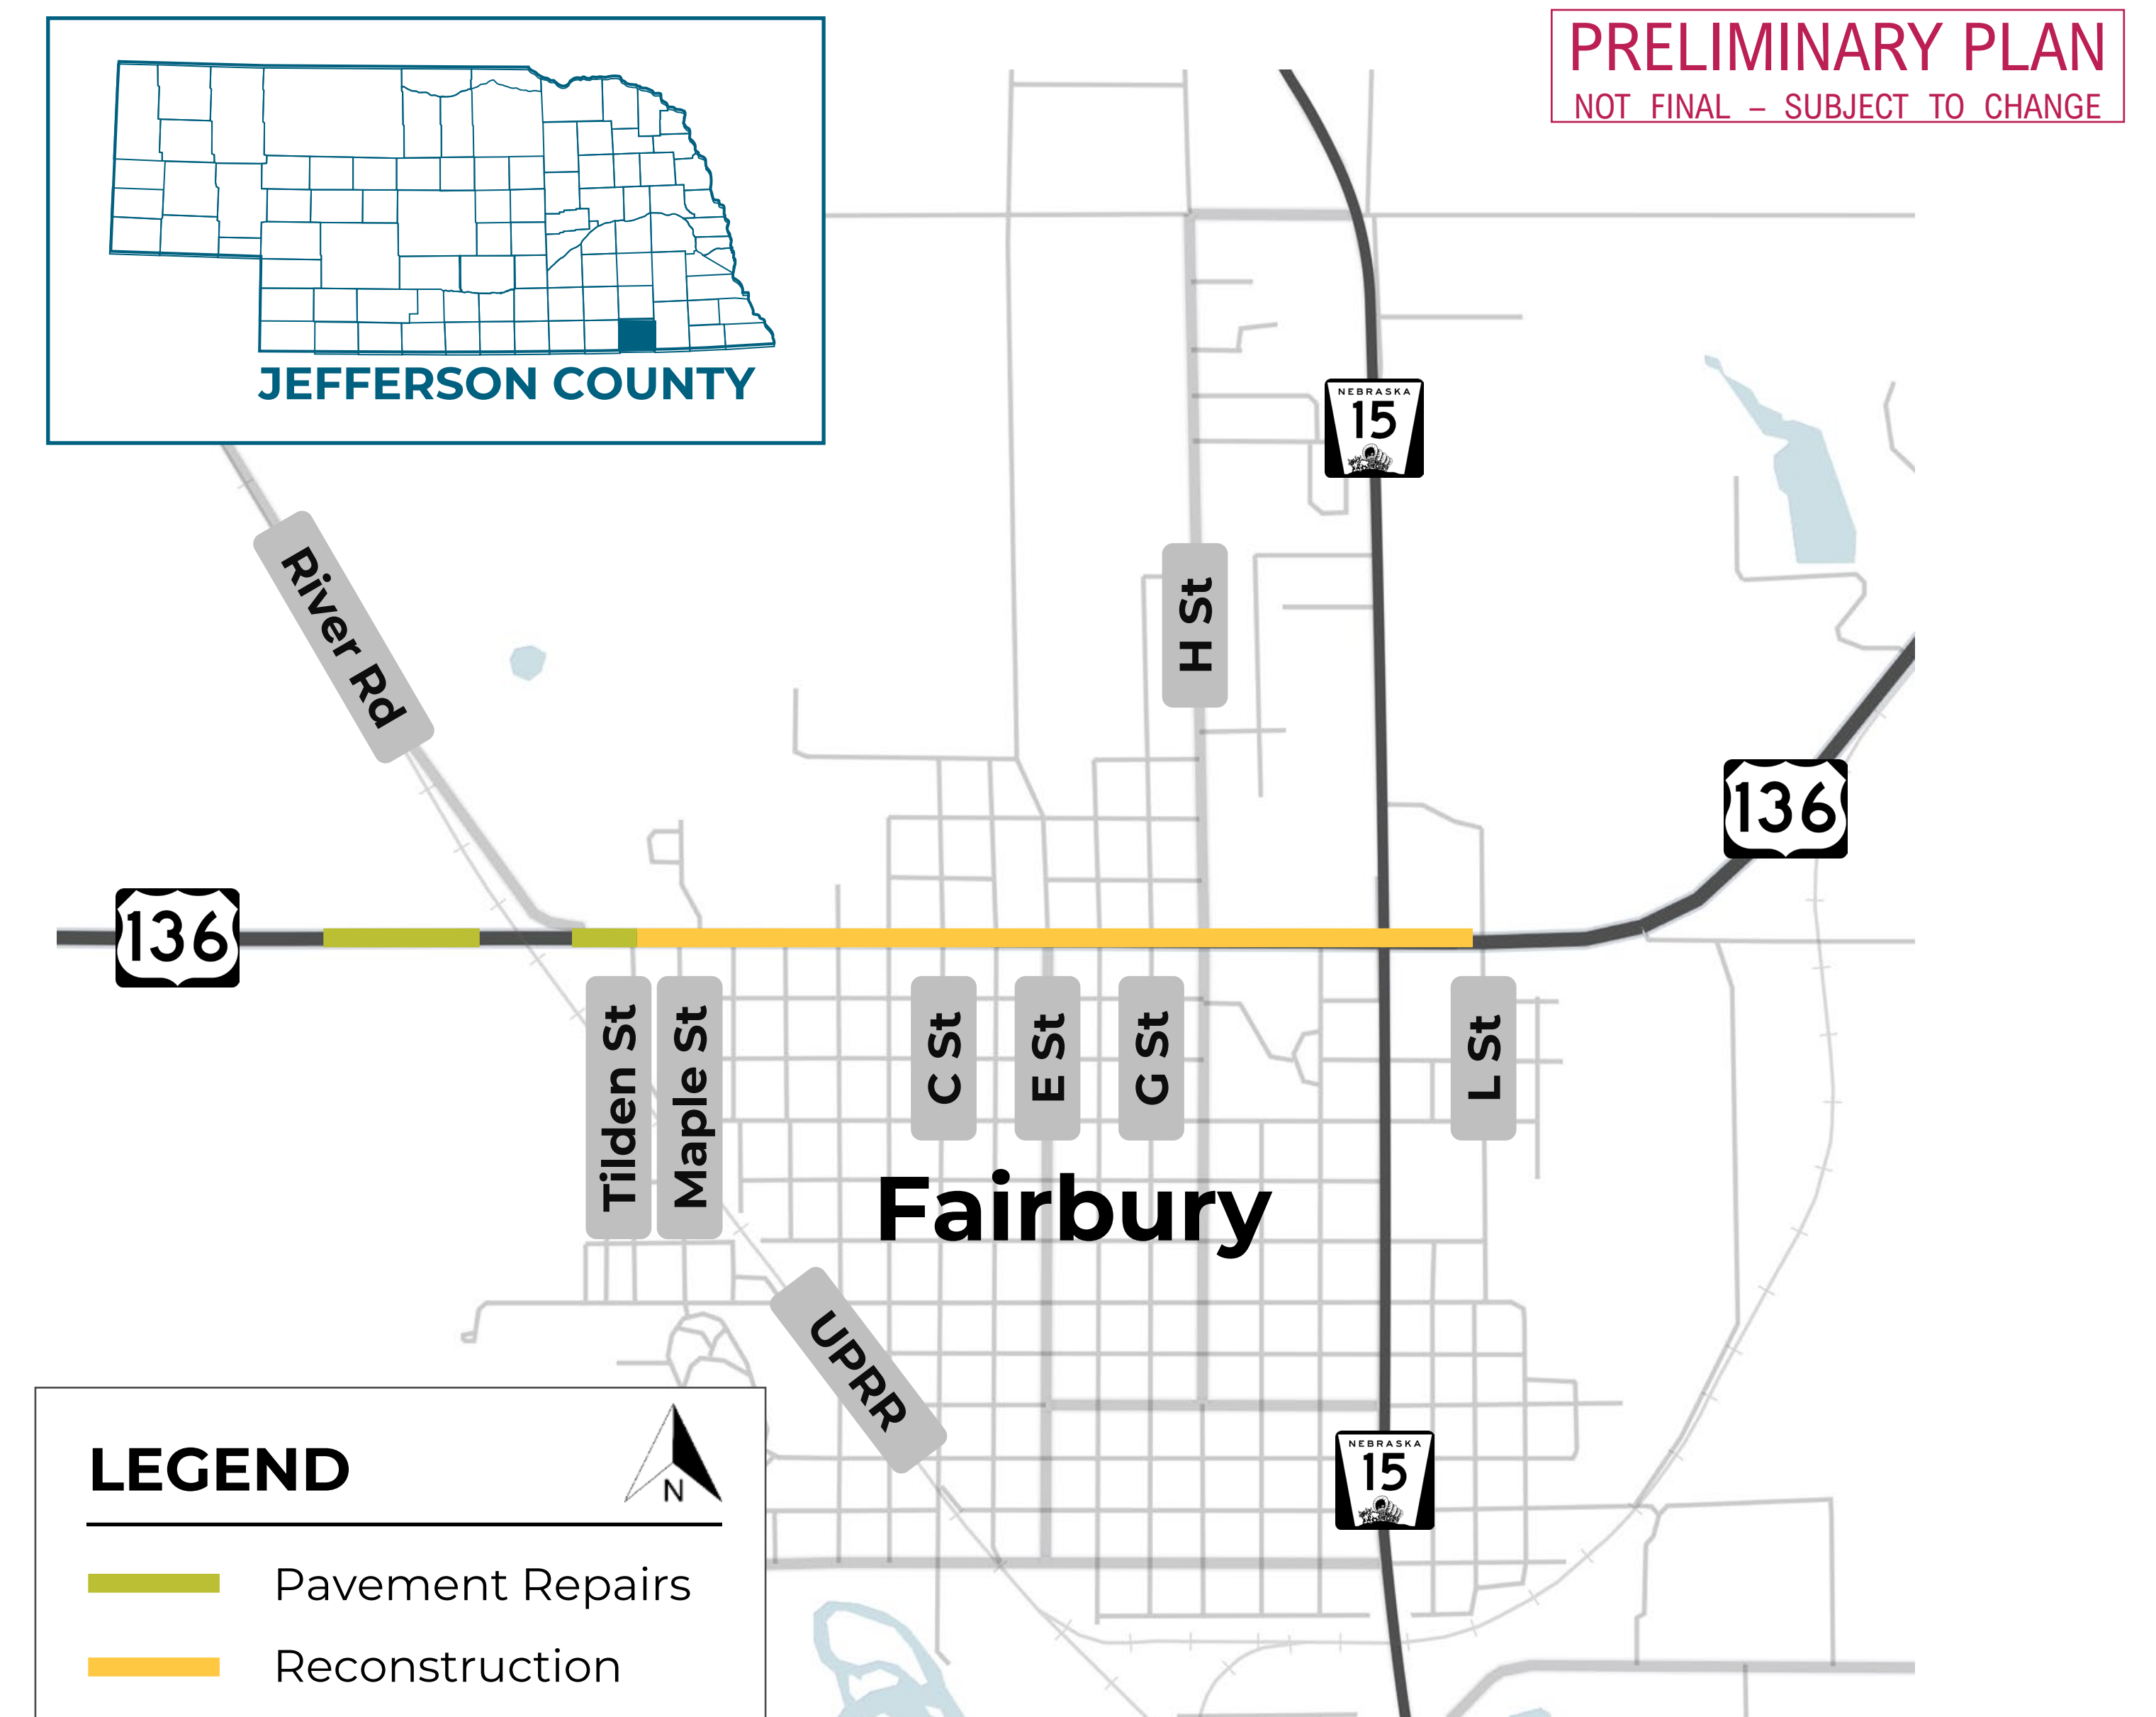 PRELIMINARY PLAN
NOT FINAL – SUBJECT TO CHANGE
JEFFERSON COUNTY
NEBRASKA
15
River Rd
H St
136
136
Tilden St
Maple St
C St
E St
G St
L St
Fairbury
UPRR
NEBRASKA
15
LEGEND
N
Pavement Repairs
Reconstruction